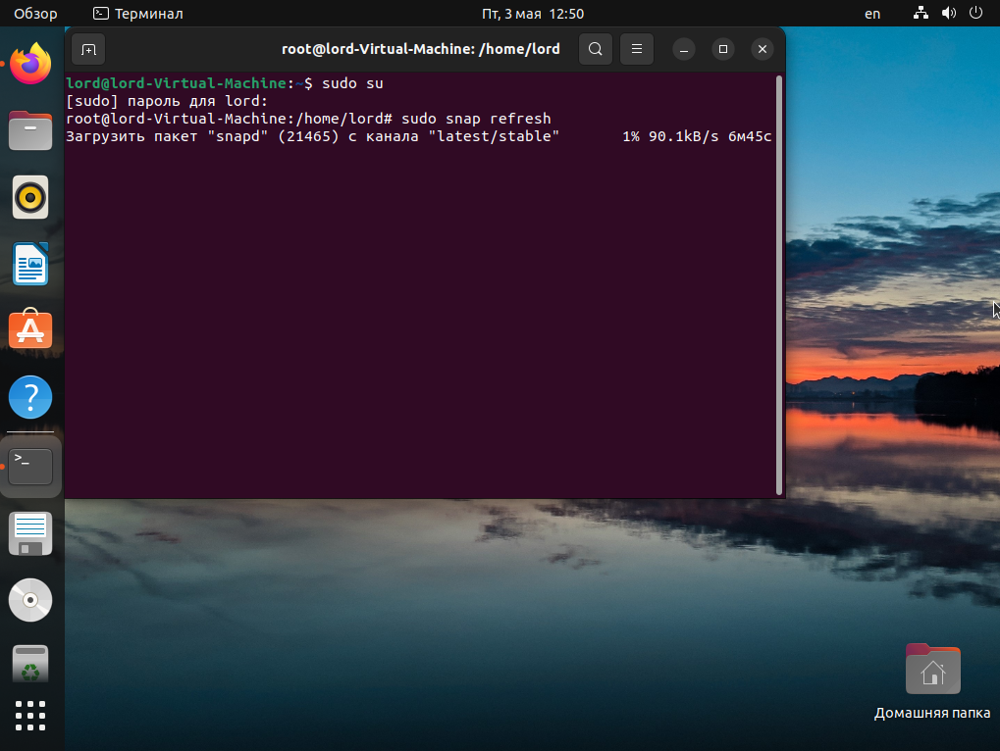 Обзор Терминал Пт, 3 мая 12:50 en
root@lord-Virtual-Machine: /home/lord
lord@lord-Virtual-Machine:~$ sudo su
[sudo] пароль для lord:
root@lord-Virtual-Machine:/home/lord# sudo snap refresh
Загрузить пакет "snapd" (21465) с канала "latest/stable" 1% 90.1kB/s 6м45с
Домашняя папка